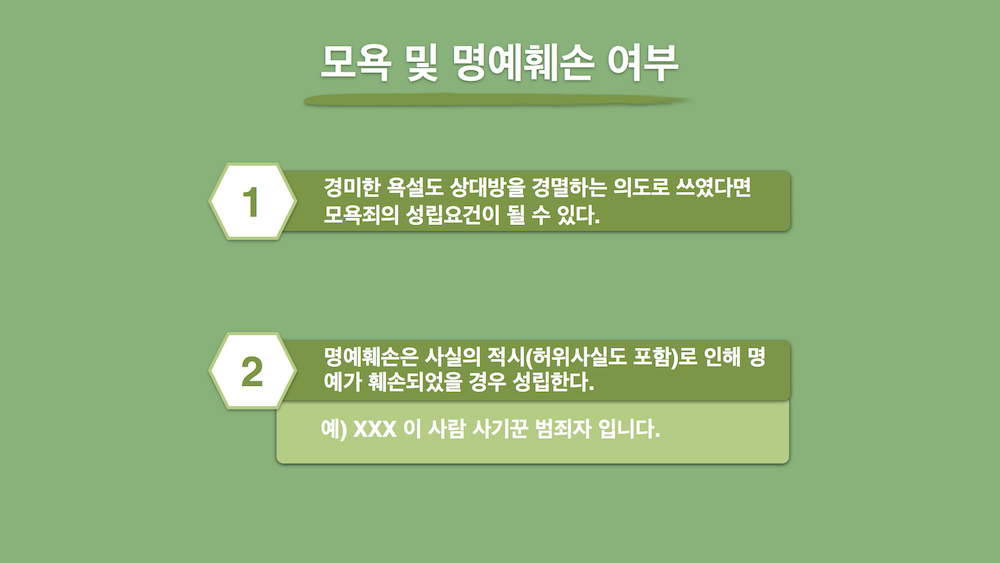 모욕 및 명예훼손 여부
1
경미한 욕설도 상대방을 경멸하는 의도로 쓰였다면
모욕죄의 성립요건이 될 수 있다.
2
명예훼손은 사실의 적시(허위사실도 포함)로 인해 명
예가 훼손되었을 경우 성립한다.
예) XXX 이 사람 사기꾼 범죄자 입니다.